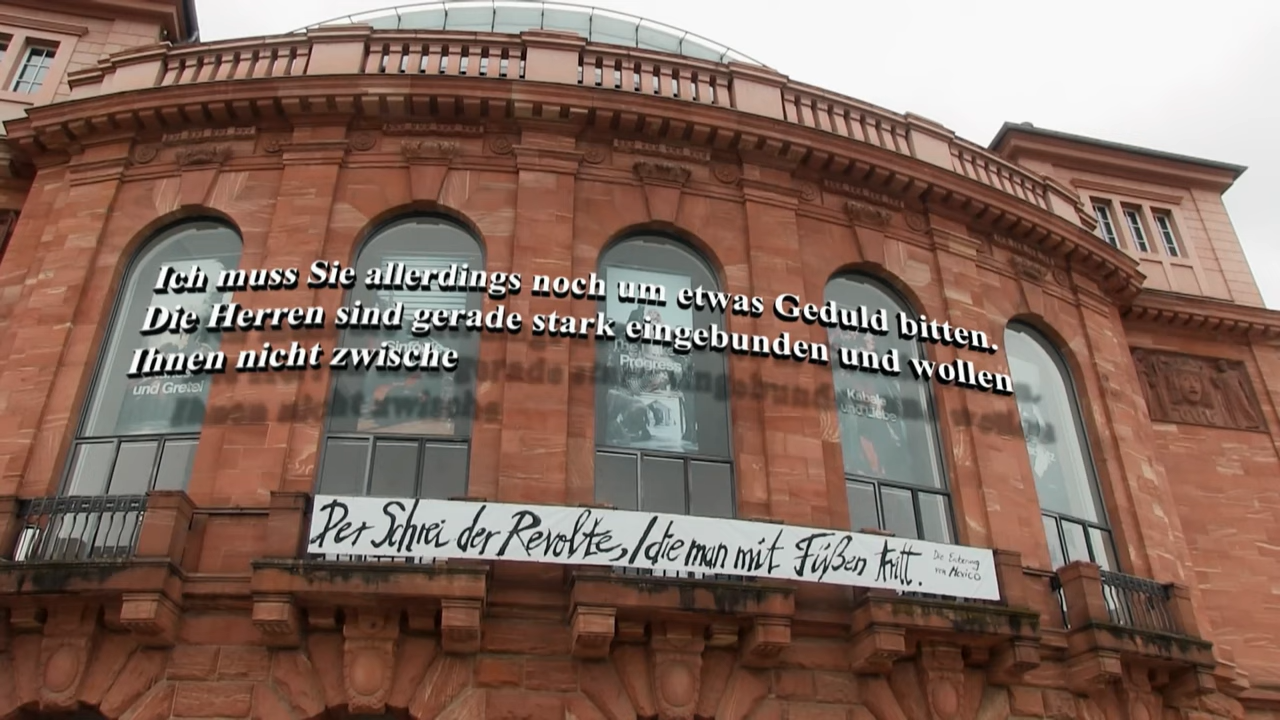 Ich muss Sie allerdings noch um etwas Geduld bitten.
Die Herren sind gerade stark eingebunden und wollen
Ihnen nicht zwische
und Gretel
Progress
Kabale
und Liebe
Der Schrei der Revolte, / die man mit Füßen tritt.
Die Eroberung
von Mexico